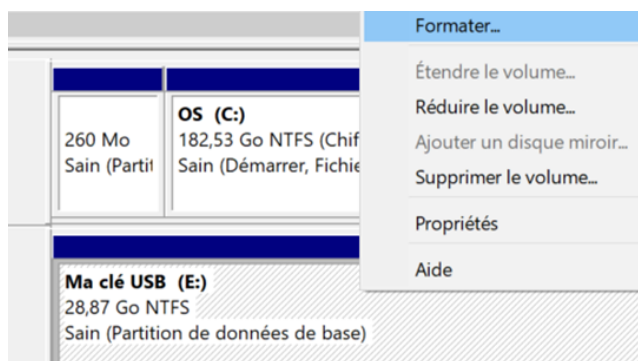 Formater...
Étendre le volume...
Réduire le volume...
Ajouter un disque miroir...
Supprimer le volume...
Propriétés
Aide
260 Mo
Sain (Partit
OS (C:)
182,53 Go NTFS (Chif
Sain (Démarrer, Fichie
Ma clé USB (E:)
28,87 Go NTFS
Sain (Partition de données de base)